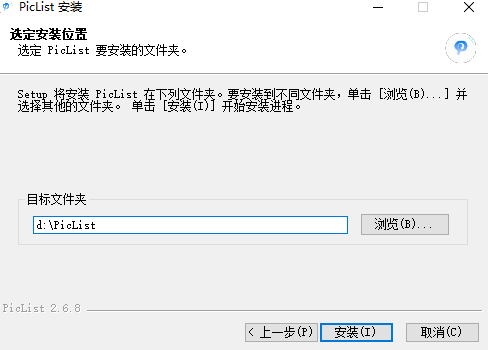 PicList 安装
选定安装位置
选定 PicList 要安装的文件夹。
Setup 将安装 PicList 在下列文件夹。要安装到不同文件夹，单击 [浏览(B)...] 并
选择其他的文件夹。 单击 [安装(I)] 开始安装进程。
目标文件夹
d:\PicList
浏览(B)...
PicList 2.6.8
< 上一步(P)
安装(I)
取消(C)